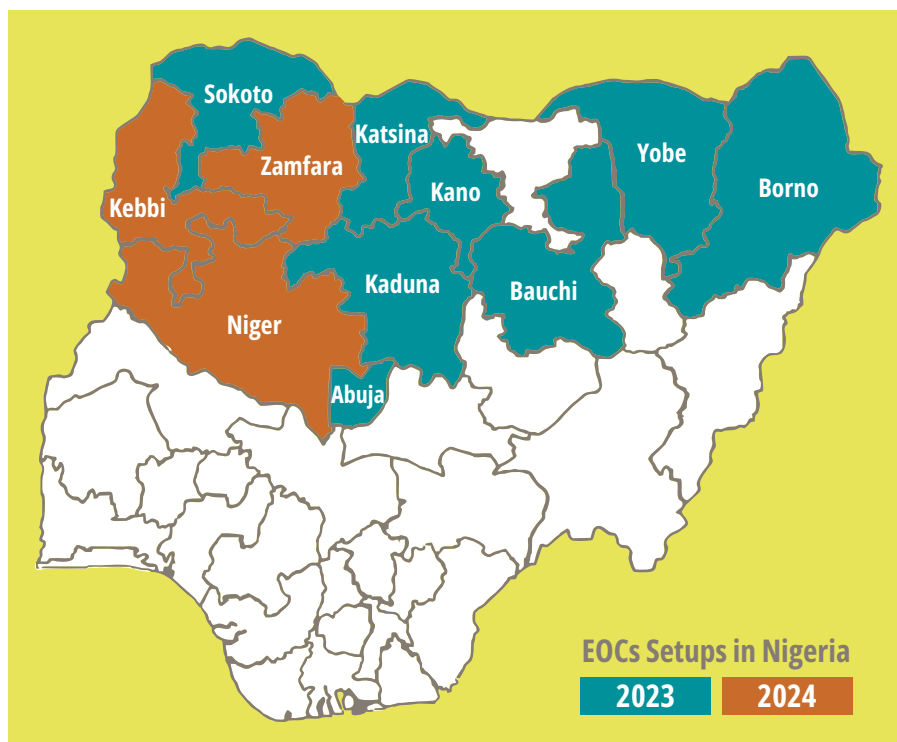 Sokoto
Katsina
Yobe
Zamfara
Kano
Borno
Kebbi
Kaduna
Bauchi
Niger
Abuja
EOCs Setups in Nigeria
2023 2024